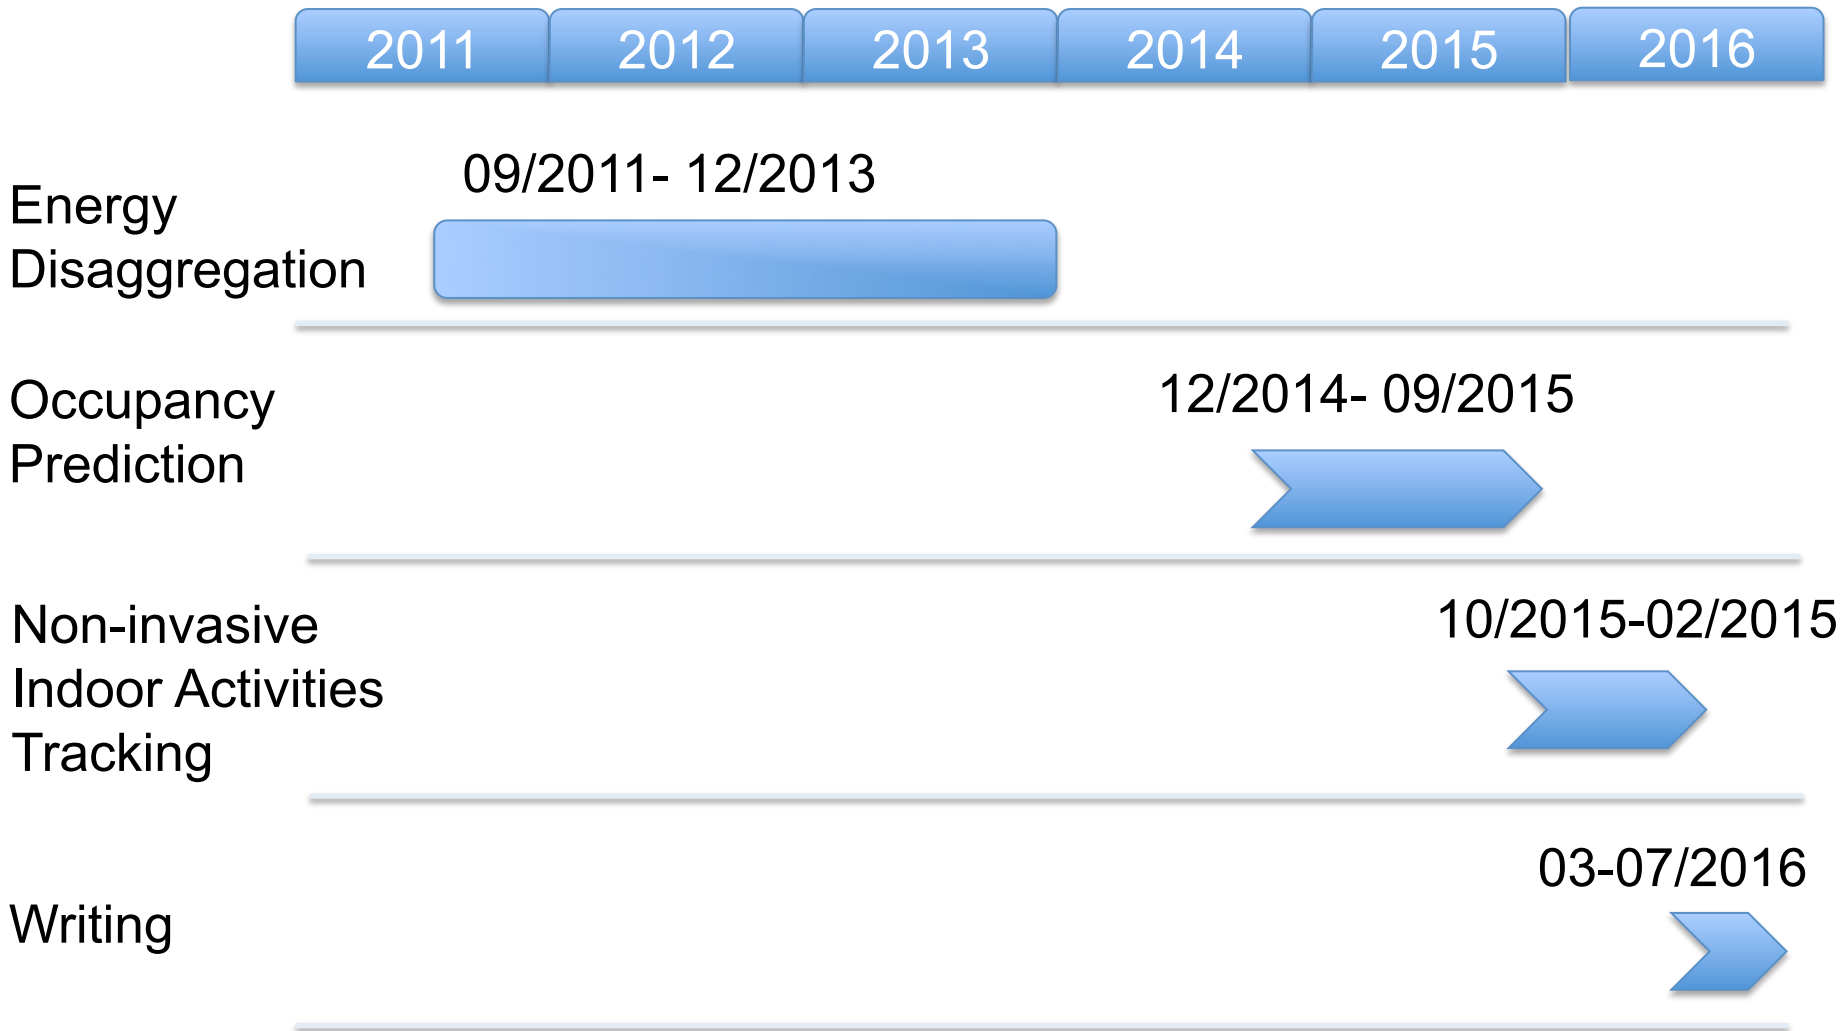 2011 2012 2013 2014 2015 2016
09/2011- 12/2013
Energy
Disaggregation
12/2014- 09/2015
Occupancy
Prediction
10/2015-02/2015
Non-invasive
Indoor Activities
Tracking
03-07/2016
Writing